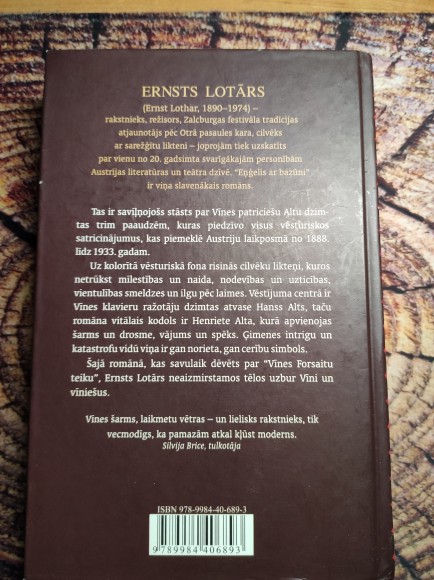 ERNSTS LOTĀRS
(Ernst Lothar, 1890–1974) –
rakstnieks, režisors, Zalcburgas festivāla tradīcijas
atjaunotājs pēc Otrā pasaules kara, cilvēks
ar sarežģītu likteni – joprojām tiek uzskatīts
par vienu no 20. gadsimta svarīgākajām personībām
Austrijas literatūras un teātra dzīvē. "Eņģelis ar bazūni"
ir viņa slavenākais romāns.
Tas ir saviļņojošs stāsts par Vīnes patriciešu Altu dzim-
tas trim paaudzēm, kuras piedzīvo visus vēsturiskos
satricinājumus, kas piemeklē Austriju laikposmā no 1888.
līdz 1933. gadam.
Uz kolorītā vēsturiskā fona risinās cilvēku likteņi, kuros
netrūkst mīlestības un naida, nodevības un uzticības,
vientulības smeldzes un ilgu pēc laimes. Vēstījuma centrā ir
Vīnes klavieru ražotāju dzimtas atvase Hanss Alts, taču
romāna vitālais kodols ir Henriete Alta, kurā apvienojas
šarms un drosme, vājums un spēks. Ģimenes intrigu un
katastrofu vidū viņa ir gan norieta, gan cerību simbols.
Šajā romānā, kas savulaik dēvēts par "Vīnes Forsaitu
teiku", Ernsts Lotārs neaizmirstamos tēlos uzbur Vīni un
vīniešus.
Vīnes šarms, laikmetu vētras – un lielisks rakstnieks, tik
vecmodīgs, ka pamazām atkal kļūst moderns.
Silvija Brice, tulkotāja
ISBN 978-9984-40-689-3
9789984406893